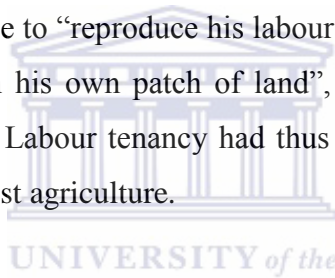 e to “reproduce his labour
his own patch of land”,
Labour tenancy had thus
st agriculture.
UNIVERSITY of the